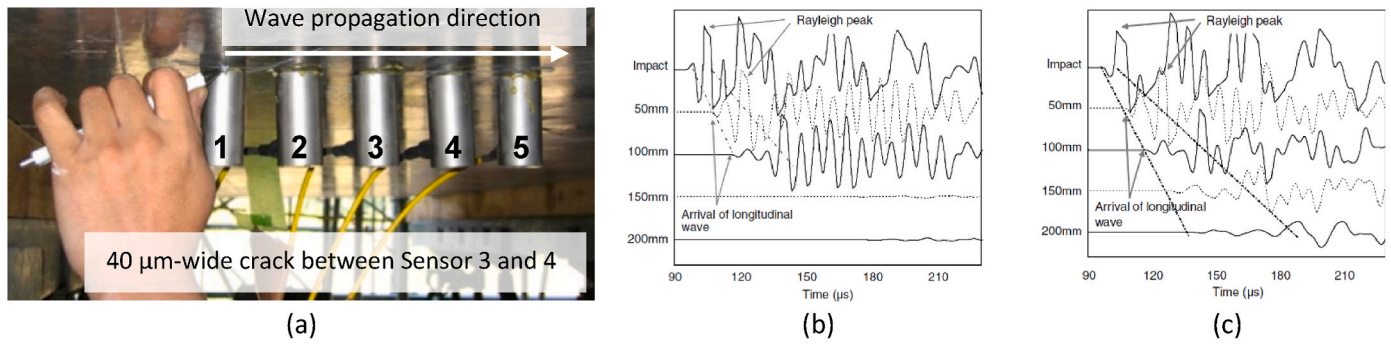 Wave propagation direction
1 2 3 4 5
40 µm-wide crack between Sensor 3 and 4
(a)
Rayleigh peak
Impact
50mm
100mm
150mm
Arrival of longitudinal
wave
200mm
90 120 150 180 210
Time (µs)
(b)
Rayleigh peak
Impact
50mm
100mm
150mm
Arrival of longitudinal
wave
200mm
90 120 150 180 210
Time (µs)
(c)